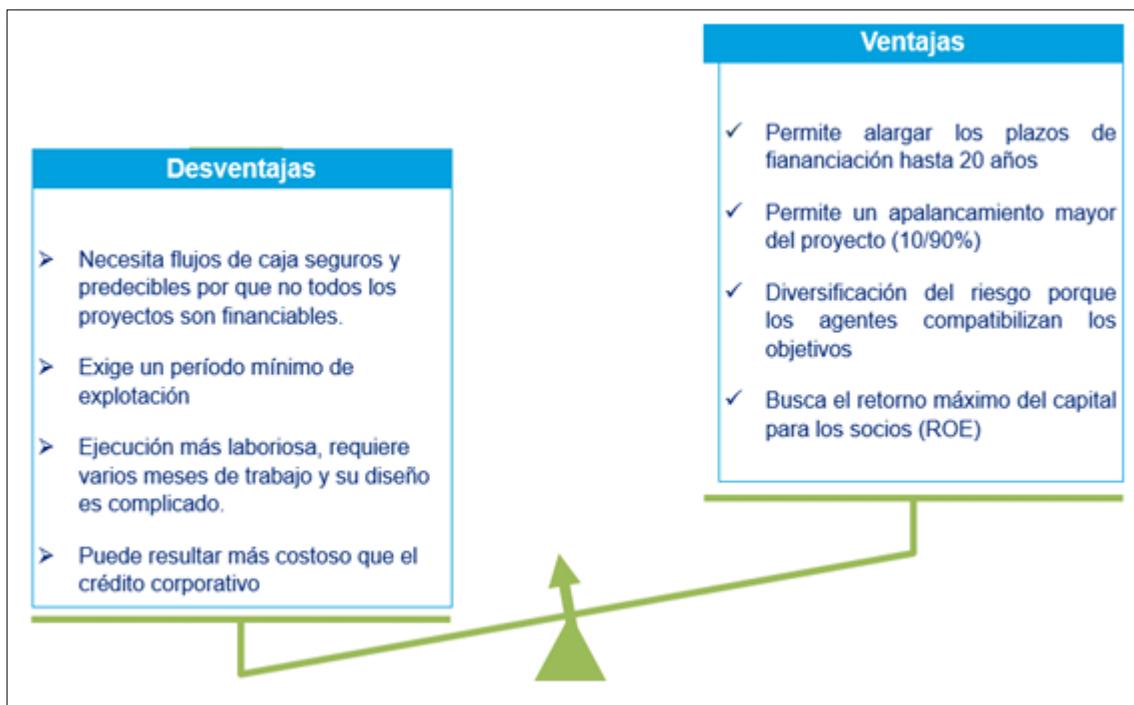 Desventajas
Necesita flujos de caja seguros y
predecibles por que no todos los
proyectos son financiables.
Exige un período mínimo de
explotación
Ejecución más laboriosa, requiere
varios meses de trabajo y su diseño
es complicado.
Puede resultar más costoso que el
crédito corporativo
Ventajas
Permite alargar los plazos de
fiananciación hasta 20 años
Permite un apalancamiento mayor
del proyecto (10/90%)
Diversificación del riesgo porque
los agentes compatibilizan los
objetivos
Busca el retorno máximo del capital
para los socios (ROE)